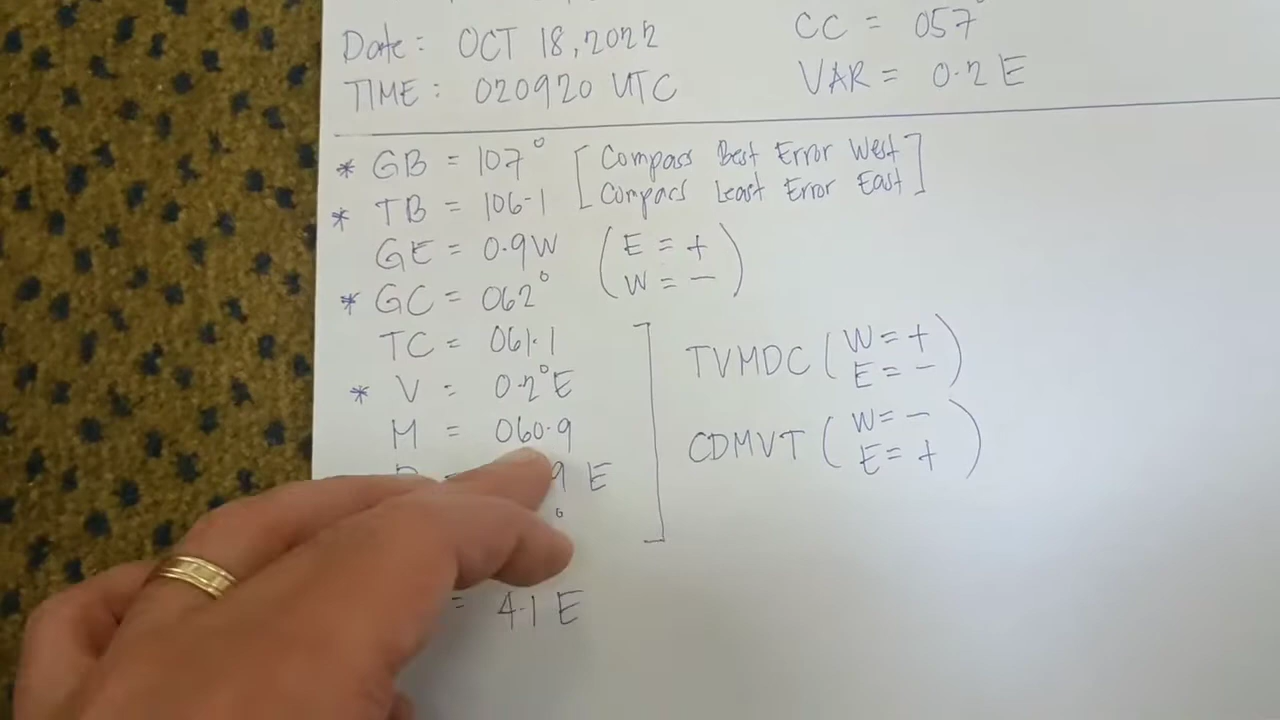 Date: OCT 18, 2022
CC = 057°
TIME: 020920 UTC
VAR = 0.2 E
* GB = 107° [Compass Best Error West]
* TB = 106.1 [Compass Least Error East]
GE = 0.9W (E = +
W = -)
* GC = 062°
TC = 061.1
* V = 0.2°E
M = 060.9
9 E
°
= 4.1 E
TVMDC (W = +
E = -)
CDMVT (W = -
E = +)